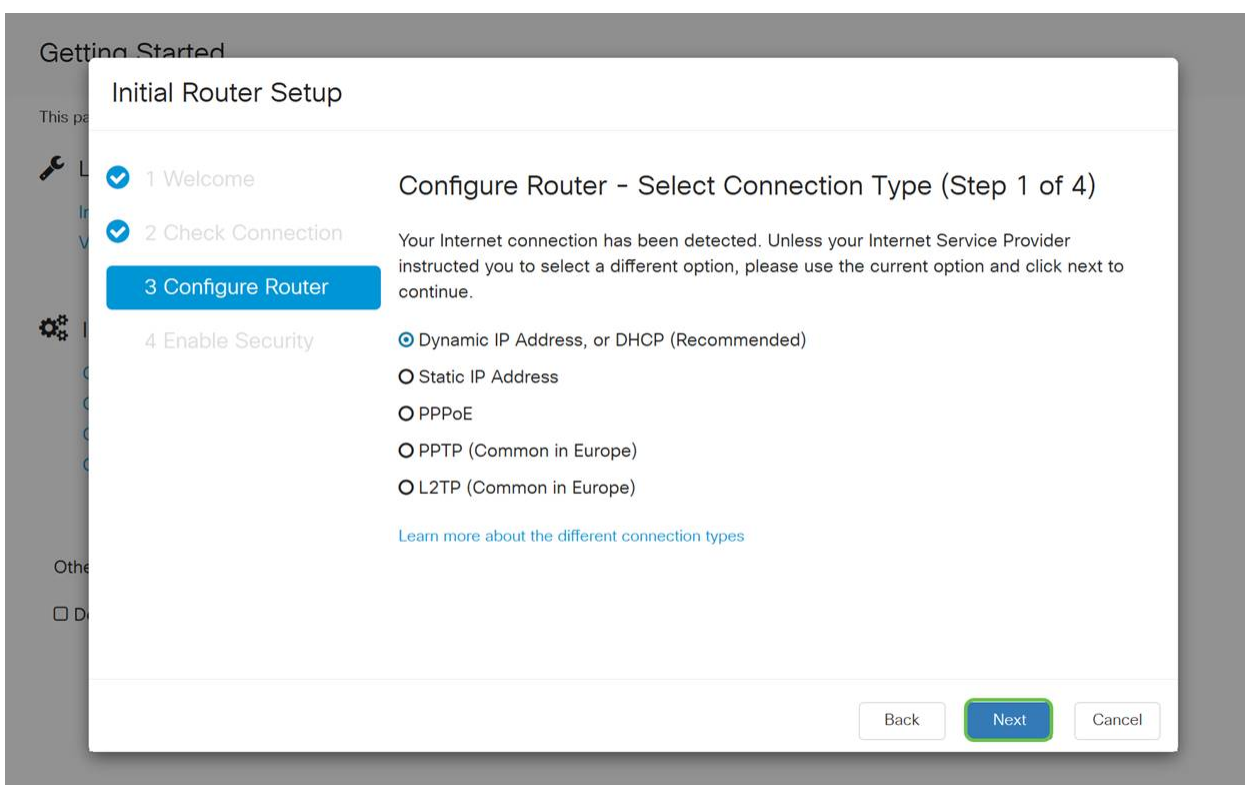 Getting Started
Initial Router Setup
1 Welcome
2 Check Connection
3 Configure Router
4 Enable Security
Configure Router - Select Connection Type (Step 1 of 4)
Your Internet connection has been detected. Unless your Internet Service Provider
instructed you to select a different option, please use the current option and click next to
continue.
Dynamic IP Address, or DHCP (Recommended)
Static IP Address
PPPoE
PPTP (Common in Europe)
L2TP (Common in Europe)
Learn more about the different connection types
Back
Next
Cancel
This